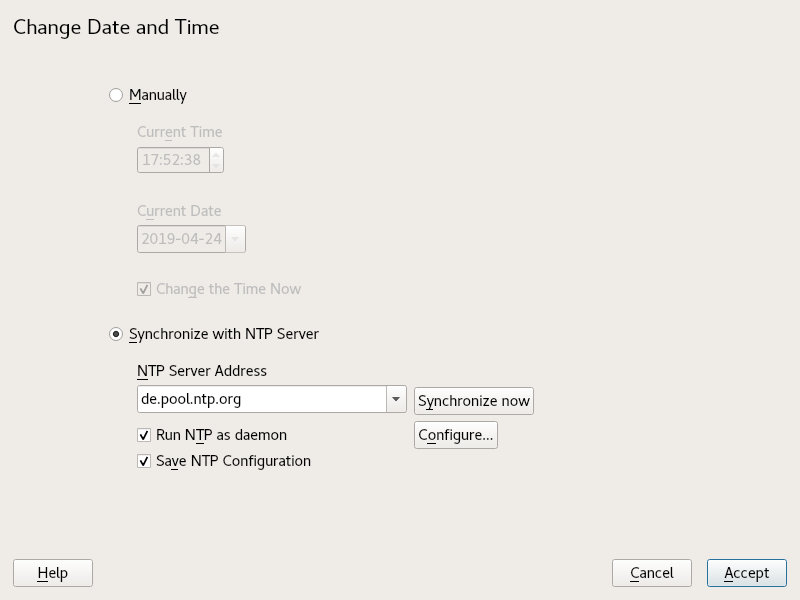 Change Date and Time
Manually
Current Time
17:52:38
Current Date
2019-04-24
Change the Time Now
Synchronize with NTP Server
NTP Server Address
de.pool.ntp.org
Synchronize now
Run NTP as daemon
Configure...
Save NTP Configuration
Help
Cancel
Accept